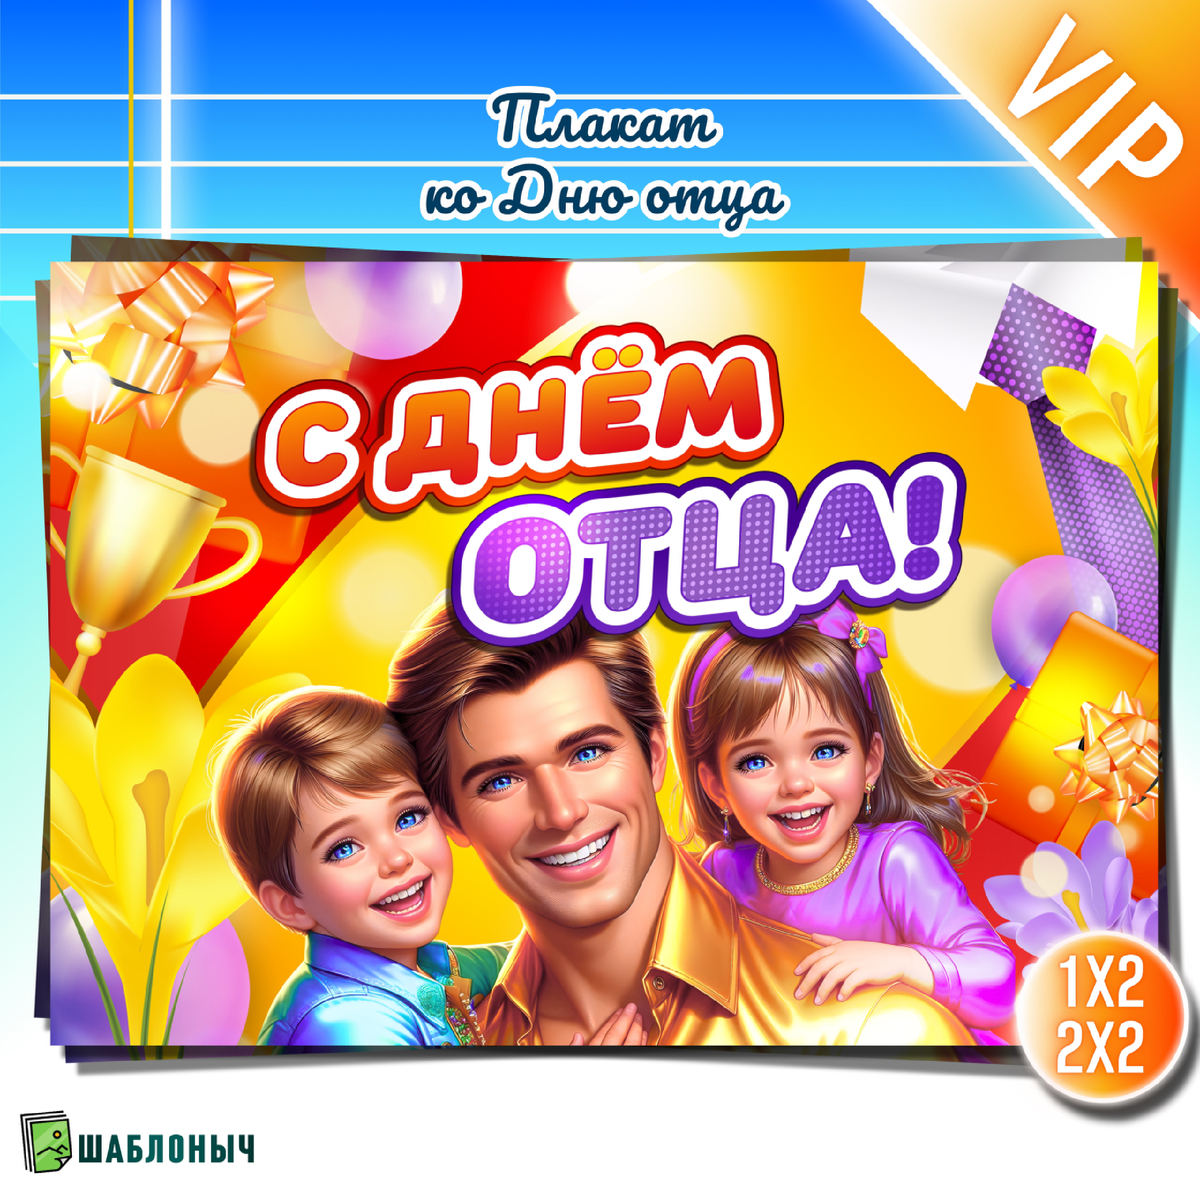 Плакат
ко Дню отца
VIP
С ДНЁМ
ОТЦА!
1X2
2X2
ШАБЛОНЫЧ